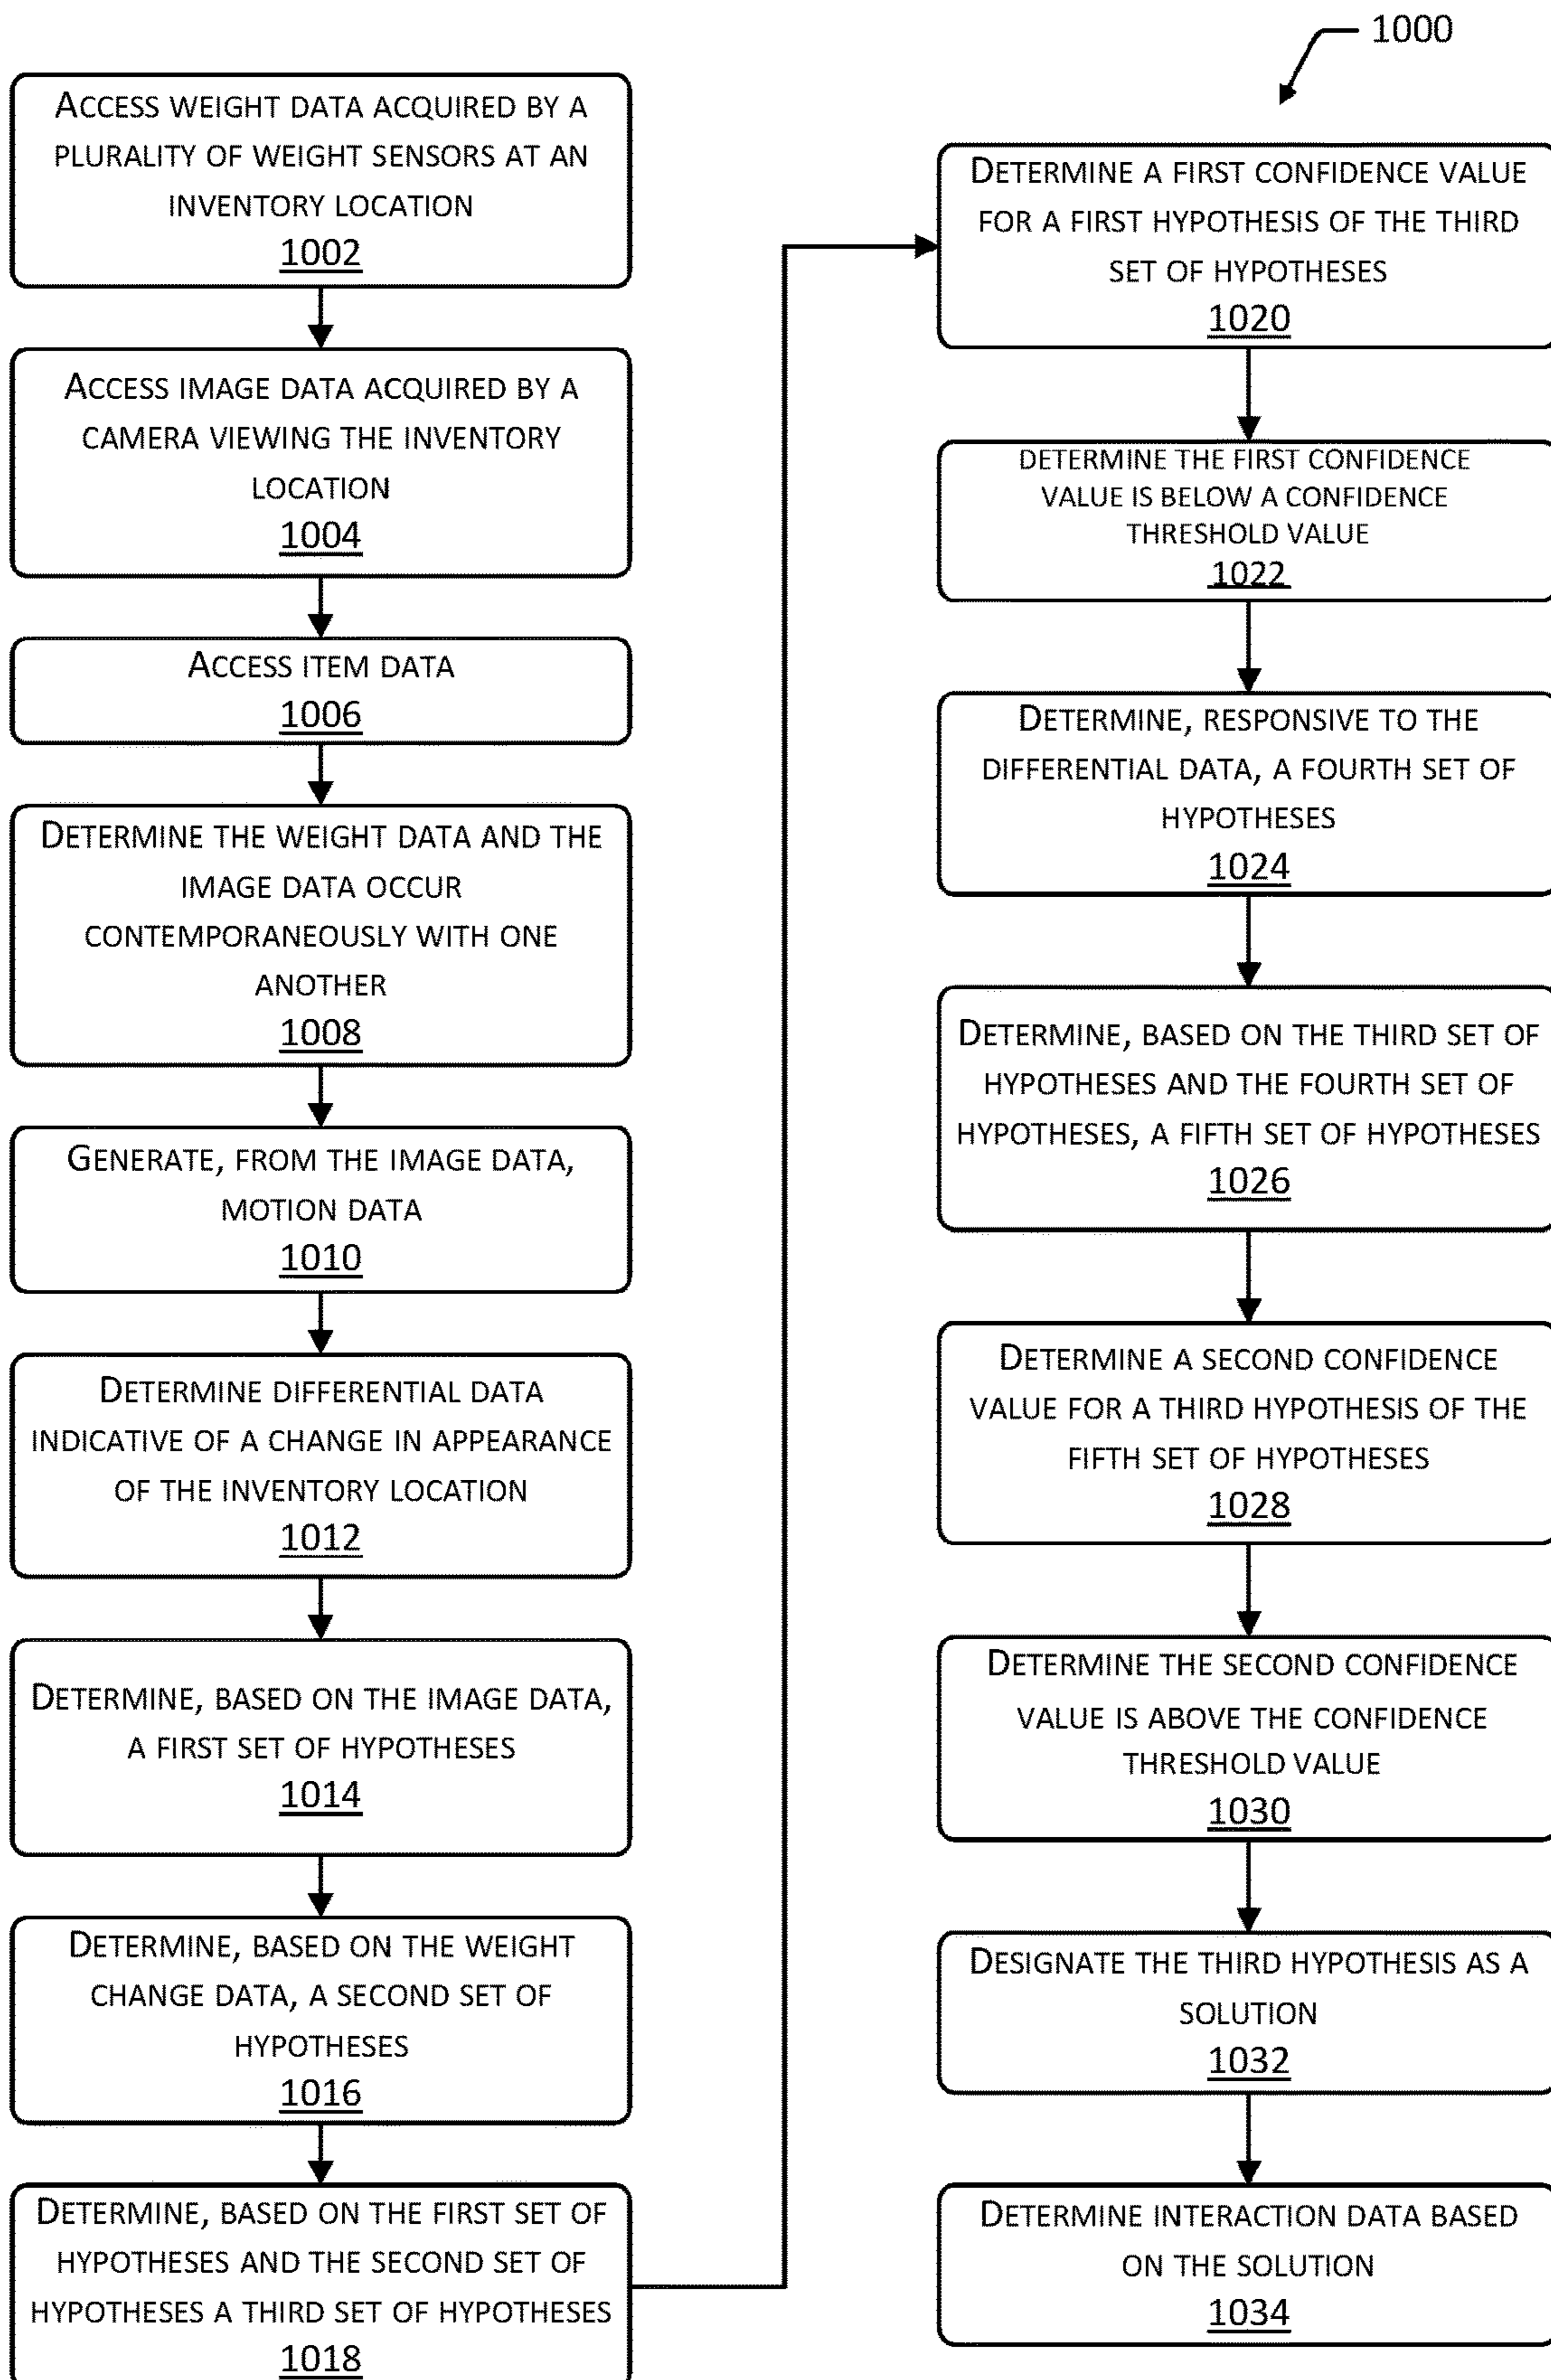 1000
ACCESS WEIGHT DATA ACQUIRED BY A
PLURALITY OF WEIGHT SENSORS AT AN
INVENTORY LOCATION
1002
ACCESS IMAGE DATA ACQUIRED BY A
CAMERA VIEWING THE INVENTORY
LOCATION
1004
ACCESS ITEM DATA
1006
DETERMINE THE WEIGHT DATA AND THE
IMAGE DATA OCCUR
CONTEMPORANEOUSLY WITH ONE
ANOTHER
1008
GENERATE, FROM THE IMAGE DATA,
MOTION DATA
1010
DETERMINE DIFFERENTIAL DATA
INDICATIVE OF A CHANGE IN APPEARANCE
OF THE INVENTORY LOCATION
1012
DETERMINE, BASED ON THE IMAGE DATA,
A FIRST SET OF HYPOTHESES
1014
DETERMINE, BASED ON THE WEIGHT
CHANGE DATA, A SECOND SET OF
HYPOTHESES
1016
DETERMINE, BASED ON THE FIRST SET OF
HYPOTHESES AND THE SECOND SET OF
HYPOTHESES A THIRD SET OF HYPOTHESES
1018
DETERMINE A FIRST CONFIDENCE VALUE
FOR A FIRST HYPOTHESIS OF THE THIRD
SET OF HYPOTHESES
1020
DETERMINE THE FIRST CONFIDENCE
VALUE IS BELOW A CONFIDENCE
THRESHOLD VALUE
1022
DETERMINE, RESPONSIVE TO THE
DIFFERENTIAL DATA, A FOURTH SET OF
HYPOTHESES
1024
DETERMINE, BASED ON THE THIRD SET OF
HYPOTHESES AND THE FOURTH SET OF
HYPOTHESES, A FIFTH SET OF HYPOTHESES
1026
DETERMINE A SECOND CONFIDENCE
VALUE FOR A THIRD HYPOTHESIS OF THE
FIFTH SET OF HYPOTHESES
1028
DETERMINE THE SECOND CONFIDENCE
VALUE IS ABOVE THE CONFIDENCE
THRESHOLD VALUE
1030
DESIGNATE THE THIRD HYPOTHESIS AS A
SOLUTION
1032
DETERMINE INTERACTION DATA BASED
ON THE SOLUTION
1034